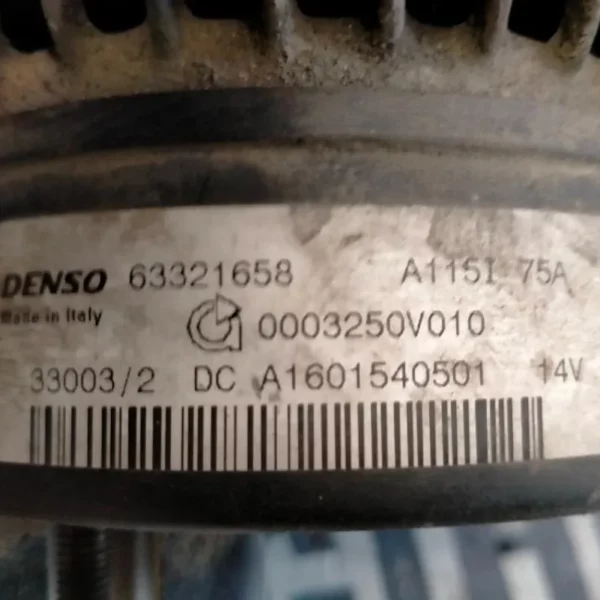 DENSO 63321658 A115I 75A
Made in Italy 0003250V010
33003/2 DC A1601540501 14V